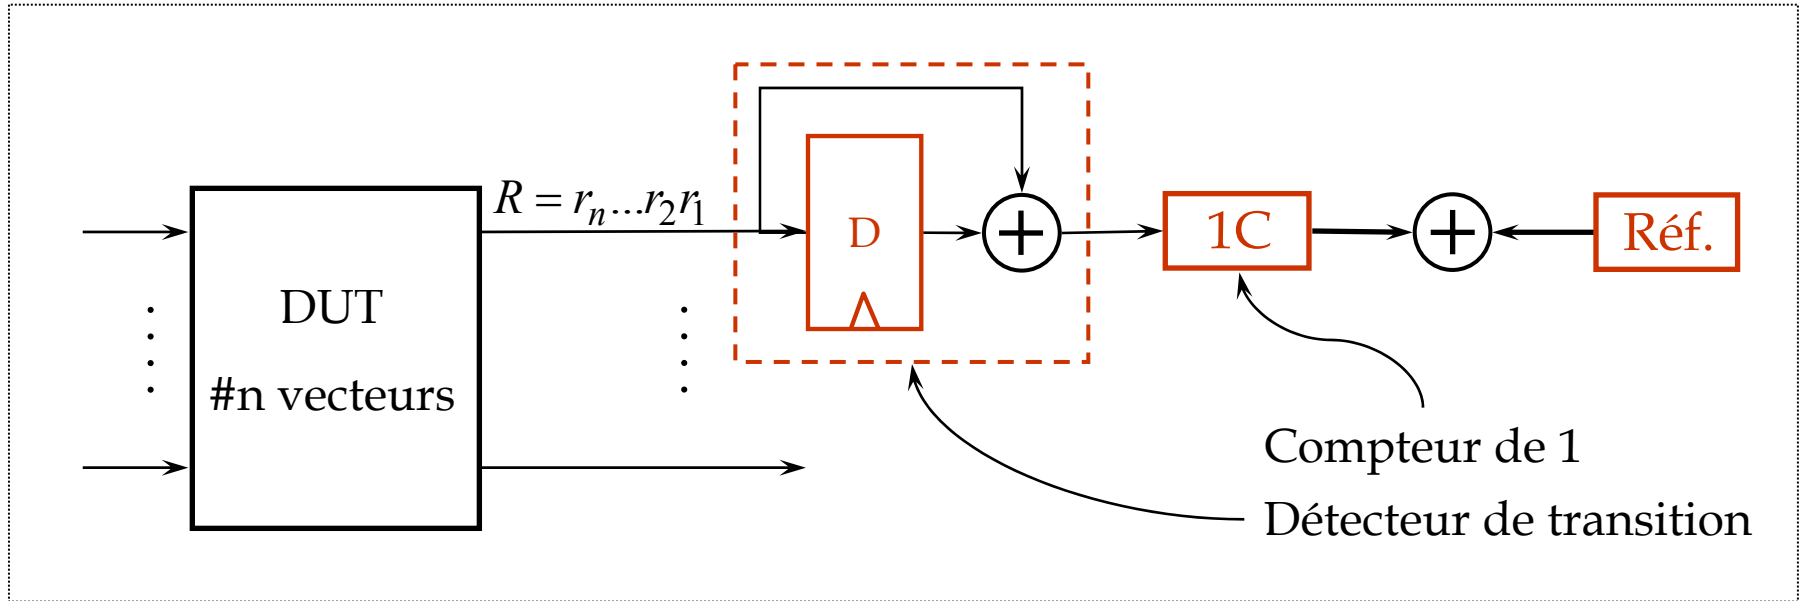 R = rₙ...r₂r₁
D
1C
Réf.
DUT
#n vecteurs
Compteur de 1
Détecteur de transition